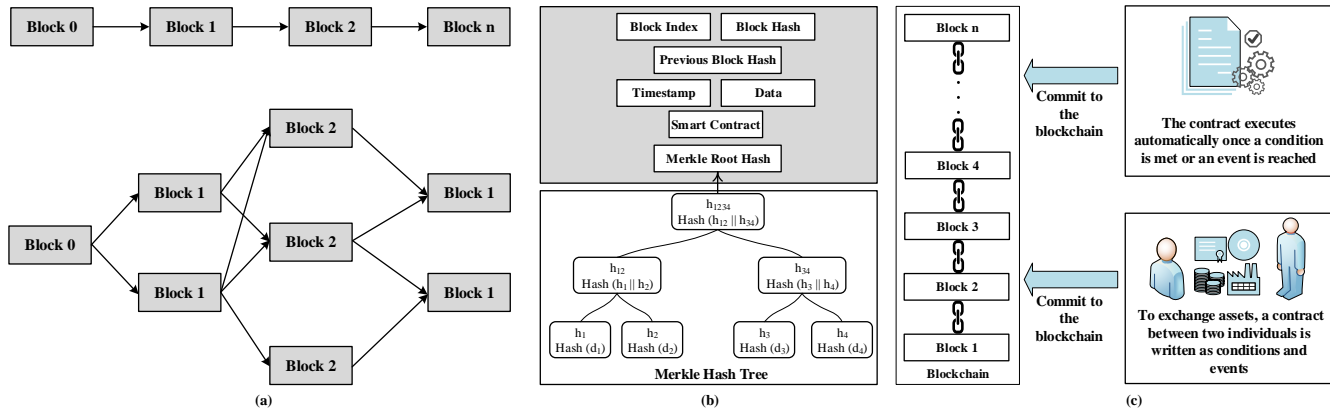 Block 0
Block 1
Block 2
Block n
Block 2
Block 1
Block 1
Block 0
Block 2
Block 1
Block 1
Block 2
(a)
Block Index
Block Hash
Previous Block Hash
Timestamp
Data
Smart Contract
Merkle Root Hash
h1234
Hash (h12 || h34)
h12
Hash (h1 || h2)
h34
Hash (h3 || h4)
h1
Hash (d1)
h2
Hash (d2)
h3
Hash (d3)
h4
Hash (d4)
Merkle Hash Tree
(b)
Block n
Block 4
Block 3
Block 2
Block 1
Blockchain
Commit to
the
blockchain
The contract executes
automatically once a condition
is met or an event is reached
Commit to
the
blockchain
To exchange assets, a contract
between two individuals is
written as conditions and
events
(c)